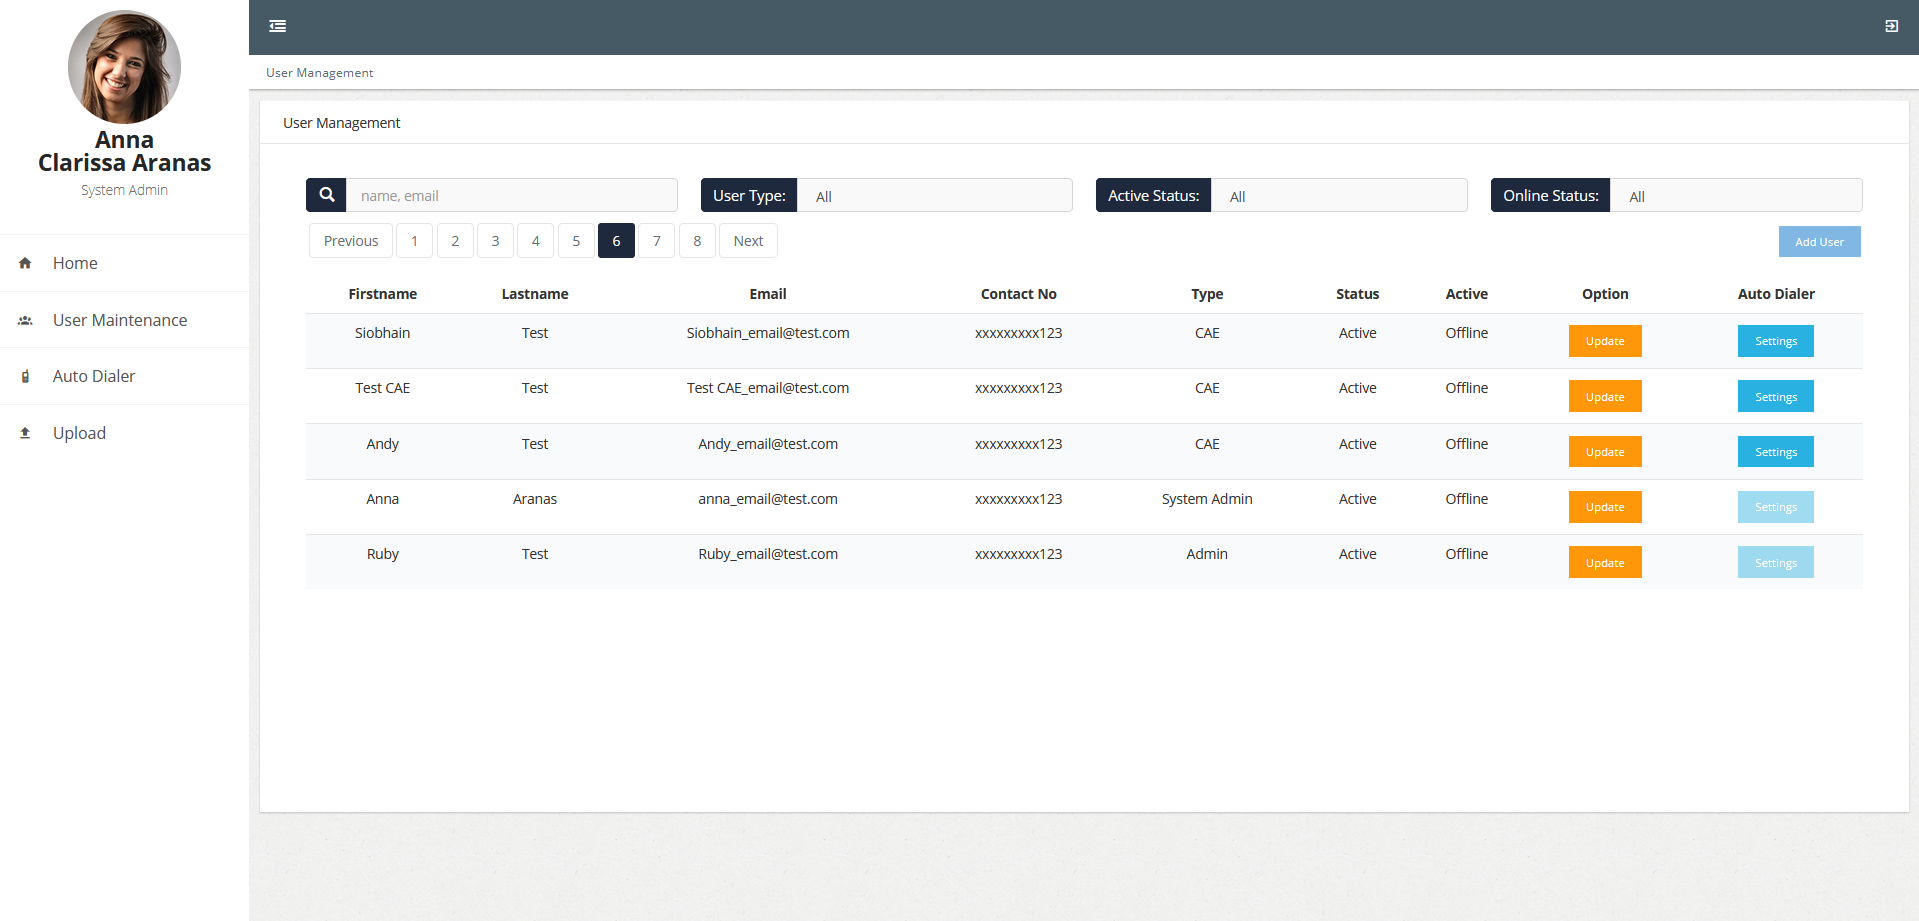 Anna
Clarissa Aranas
System Admin
Home
User Maintenance
Auto Dialer
Upload
User Management
User Management
name, email
User Type: All
Active Status: All
Online Status: All
Previous 1 2 3 4 5 6 7 8 Next
Add User
Firstname Lastname Email Contact No Type Status Active Option Auto Dialer
Siobhain Test Siobhain_email@test.com xxxxxxxxx123 CAE Active Offline Update Settings
Test CAE Test Test CAE_email@test.com xxxxxxxxx123 CAE Active Offline Update Settings
Andy Test Andy_email@test.com xxxxxxxxx123 CAE Active Offline Update Settings
Anna Aranas anna_email@test.com xxxxxxxxx123 System Admin Active Offline Update Settings
Ruby Test Ruby_email@test.com xxxxxxxxx123 Admin Active Offline Update Settings